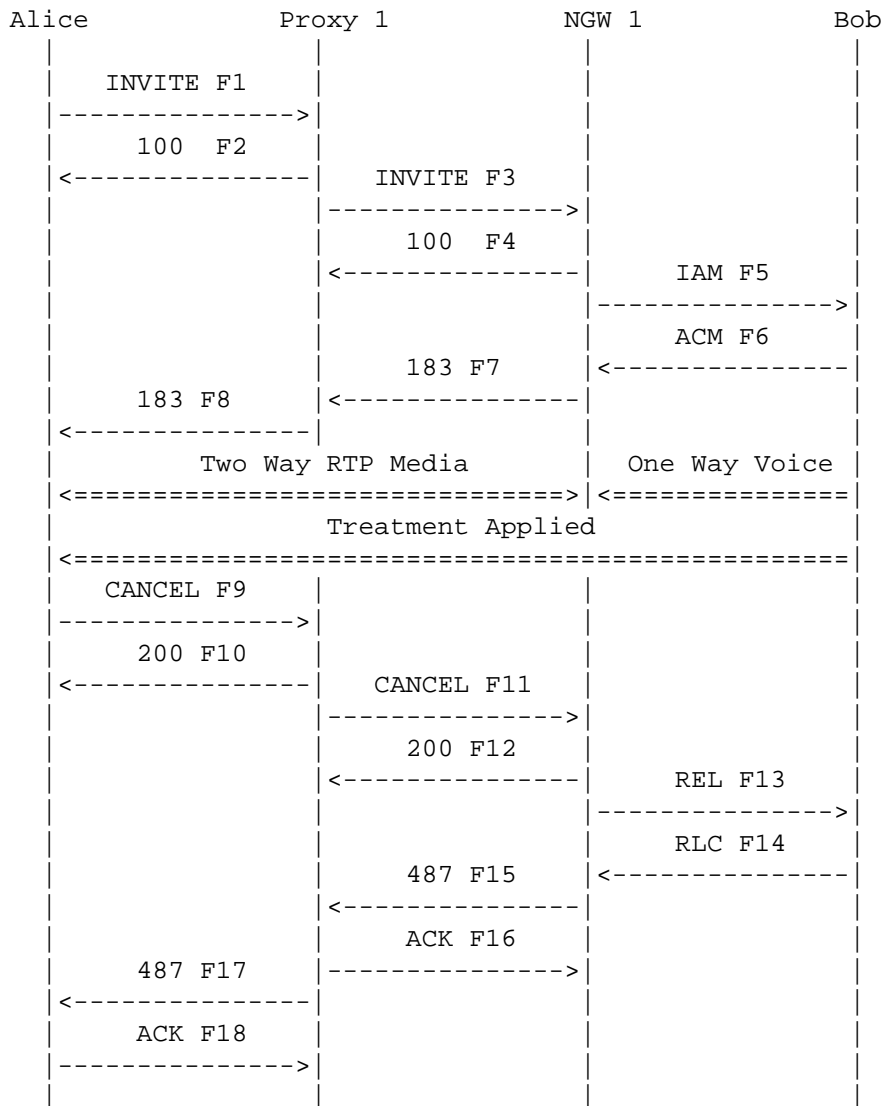 Alice Proxy 1 NGW 1 Bob
INVITE F1
100 F2
INVITE F3
100 F4
IAM F5
ACM F6
183 F7
183 F8
Two Way RTP Media One Way Voice
Treatment Applied
CANCEL F9
200 F10
CANCEL F11
200 F12
REL F13
RLC F14
487 F15
ACK F16
487 F17
ACK F18